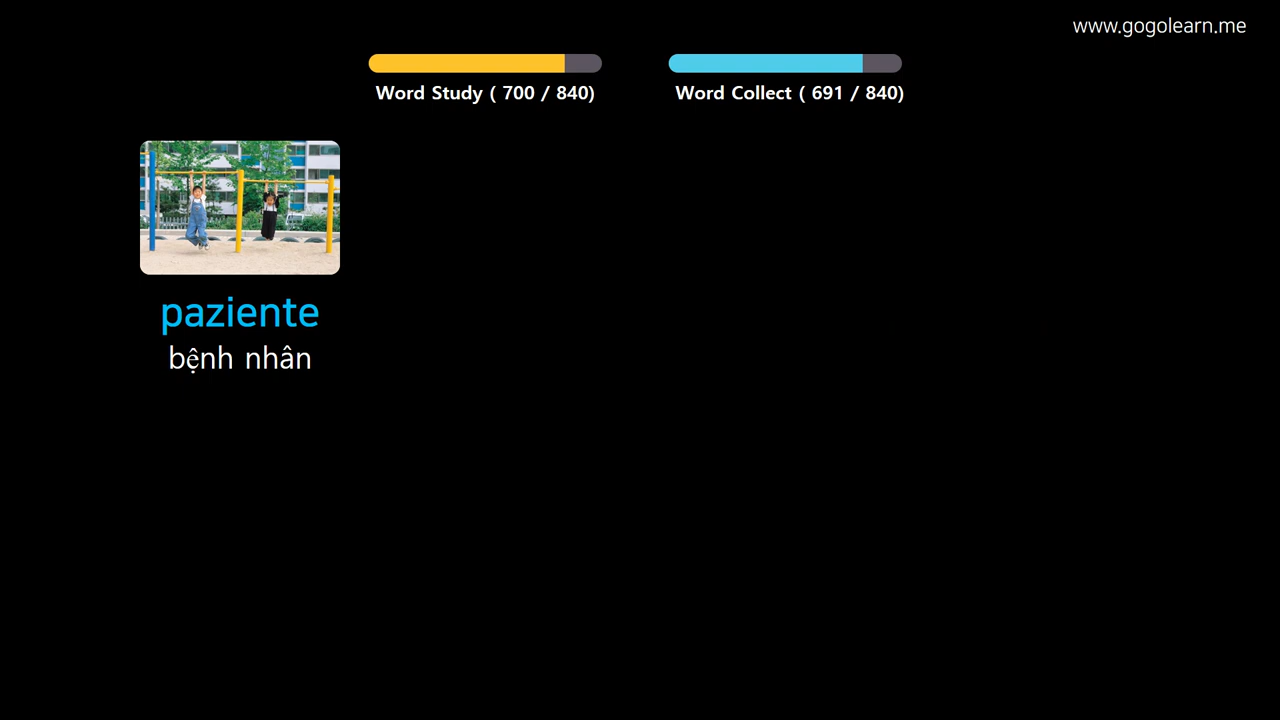 www.gogolearn.me
Word Study ( 700 / 840)
Word Collect ( 691 / 840)
paziente
bệnh nhân